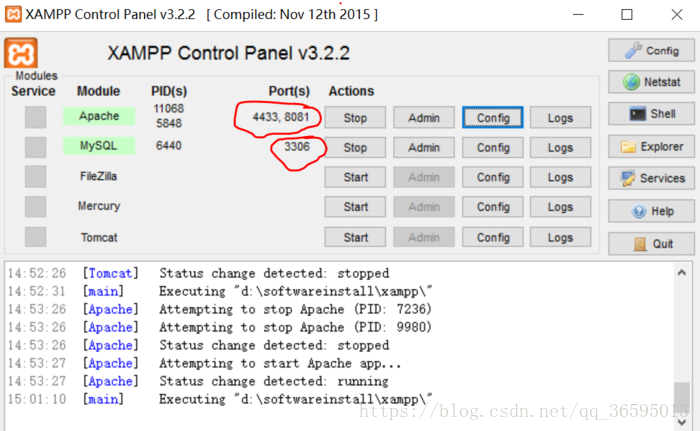 XAMPP Control Panel v3.2.2 [ Compiled: Nov 12th 2015 ]
XAMPP Control Panel v3.2.2
Config
Modules
Service Module PID(s) Port(s) Actions
Netstat
Apache 11068 5848 4433, 8081 Stop Admin Config Logs
Shell
MySQL 6440 3306 Stop Admin Config Logs
Explorer
FileZilla Start Admin Config Logs
Services
Mercury Start Admin Config Logs
Help
Tomcat Start Admin Config Logs
Quit
14:52:26 [Tomcat] Status change detected: stopped
14:52:31 [main] Executing "d:\softwareinstall\xampp\"
14:53:26 [Apache] Attempting to stop Apache (PID: 7236)
14:53:26 [Apache] Attempting to stop Apache (PID: 9980)
14:53:26 [Apache] Status change detected: stopped
14:53:27 [Apache] Attempting to start Apache app...
14:53:27 [Apache] Status change detected: running
15:01:10 [main] Executing "d:\softwareinstall\xampp\"
https://blog.csdn.net/qq_36595013